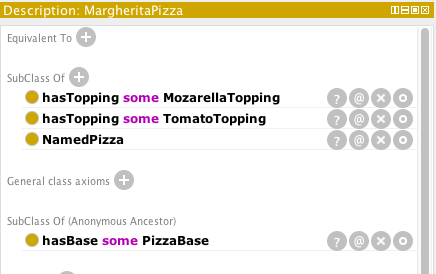 Description: MargheritaPizza
Equivalent To
SubClass Of
hasTopping some MozarellaTopping
hasTopping some TomatoTopping
NamedPizza
General class axioms
SubClass Of (Anonymous Ancestor)
hasBase some PizzaBase